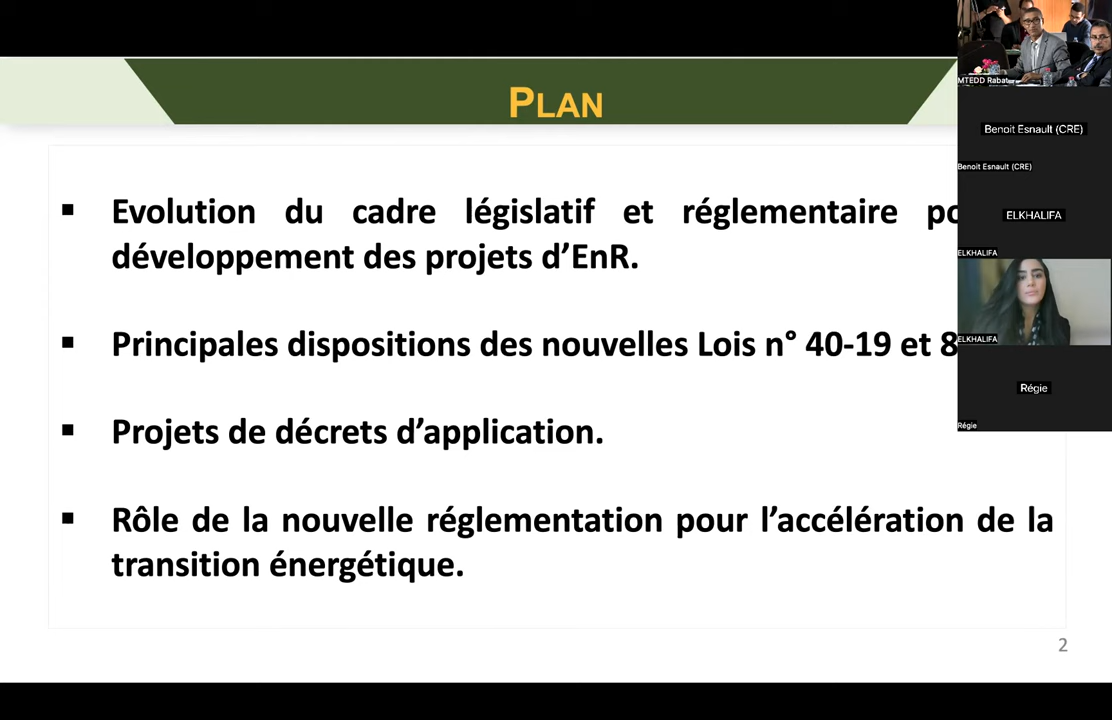 PLAN
Evolution du cadre législatif et réglementaire
développement des projets d’EnR.
Principales dispositions des nouvelles Lois n° 40-19 et
Projets de décrets d’application.
Rôle de la nouvelle réglementation pour l’accélération de la
transition énergétique.
2
MTEDD Rabat
Benoit Esnault (CRE)
Benoit Esnault (CRE)
ELKHALIFA
ELKHALIFA
ELKHALIFA
Régie
Régie